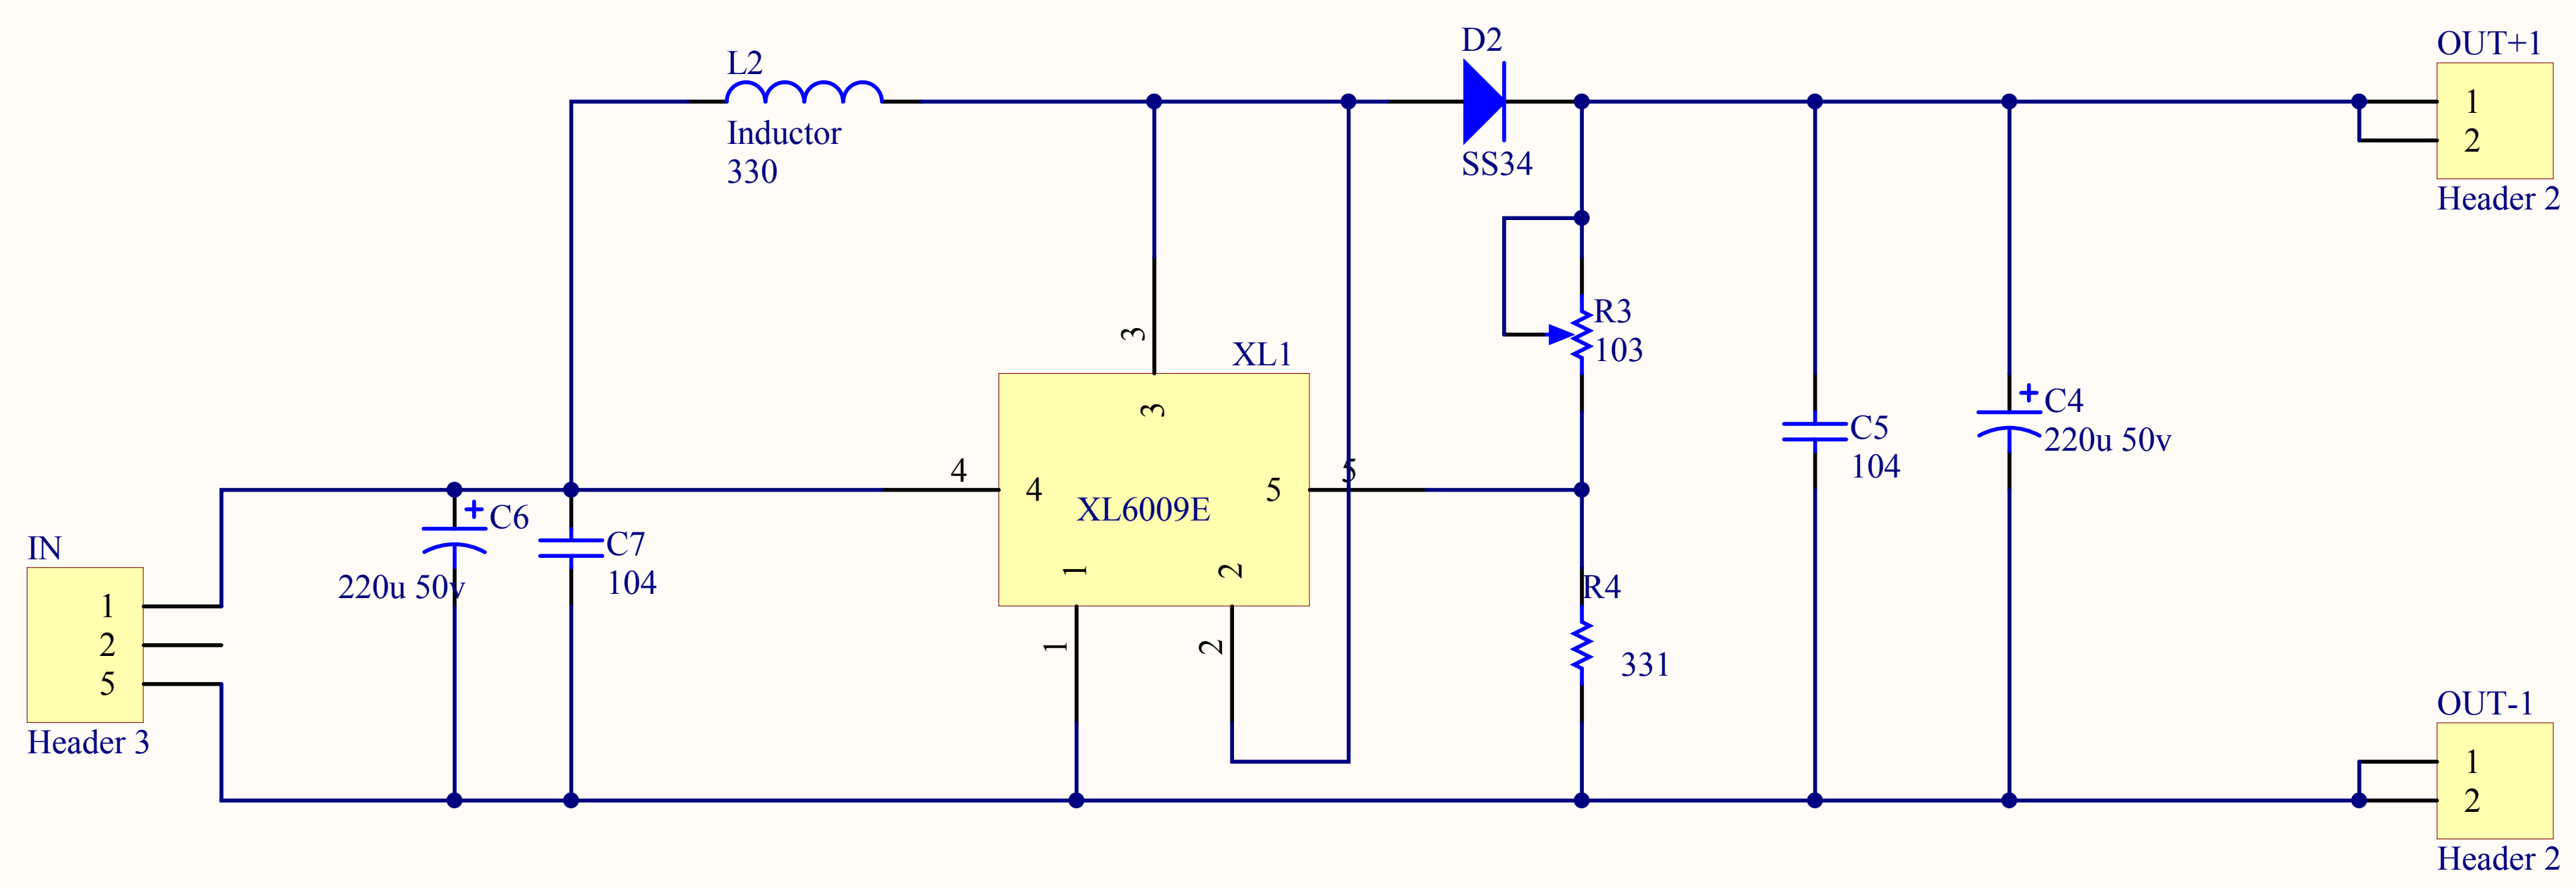 L2
Inductor
330
D2
SS34
OUT+1
1
2
Header 2
R3
103
3
XL1
3
4
4
5
5
XL6009E
1
2
1
2
C5
104
+
C4
220u 50v
+
C6
220u 50v
C7
104
IN
1
2
5
Header 3
R4
331
OUT-1
1
2
Header 2